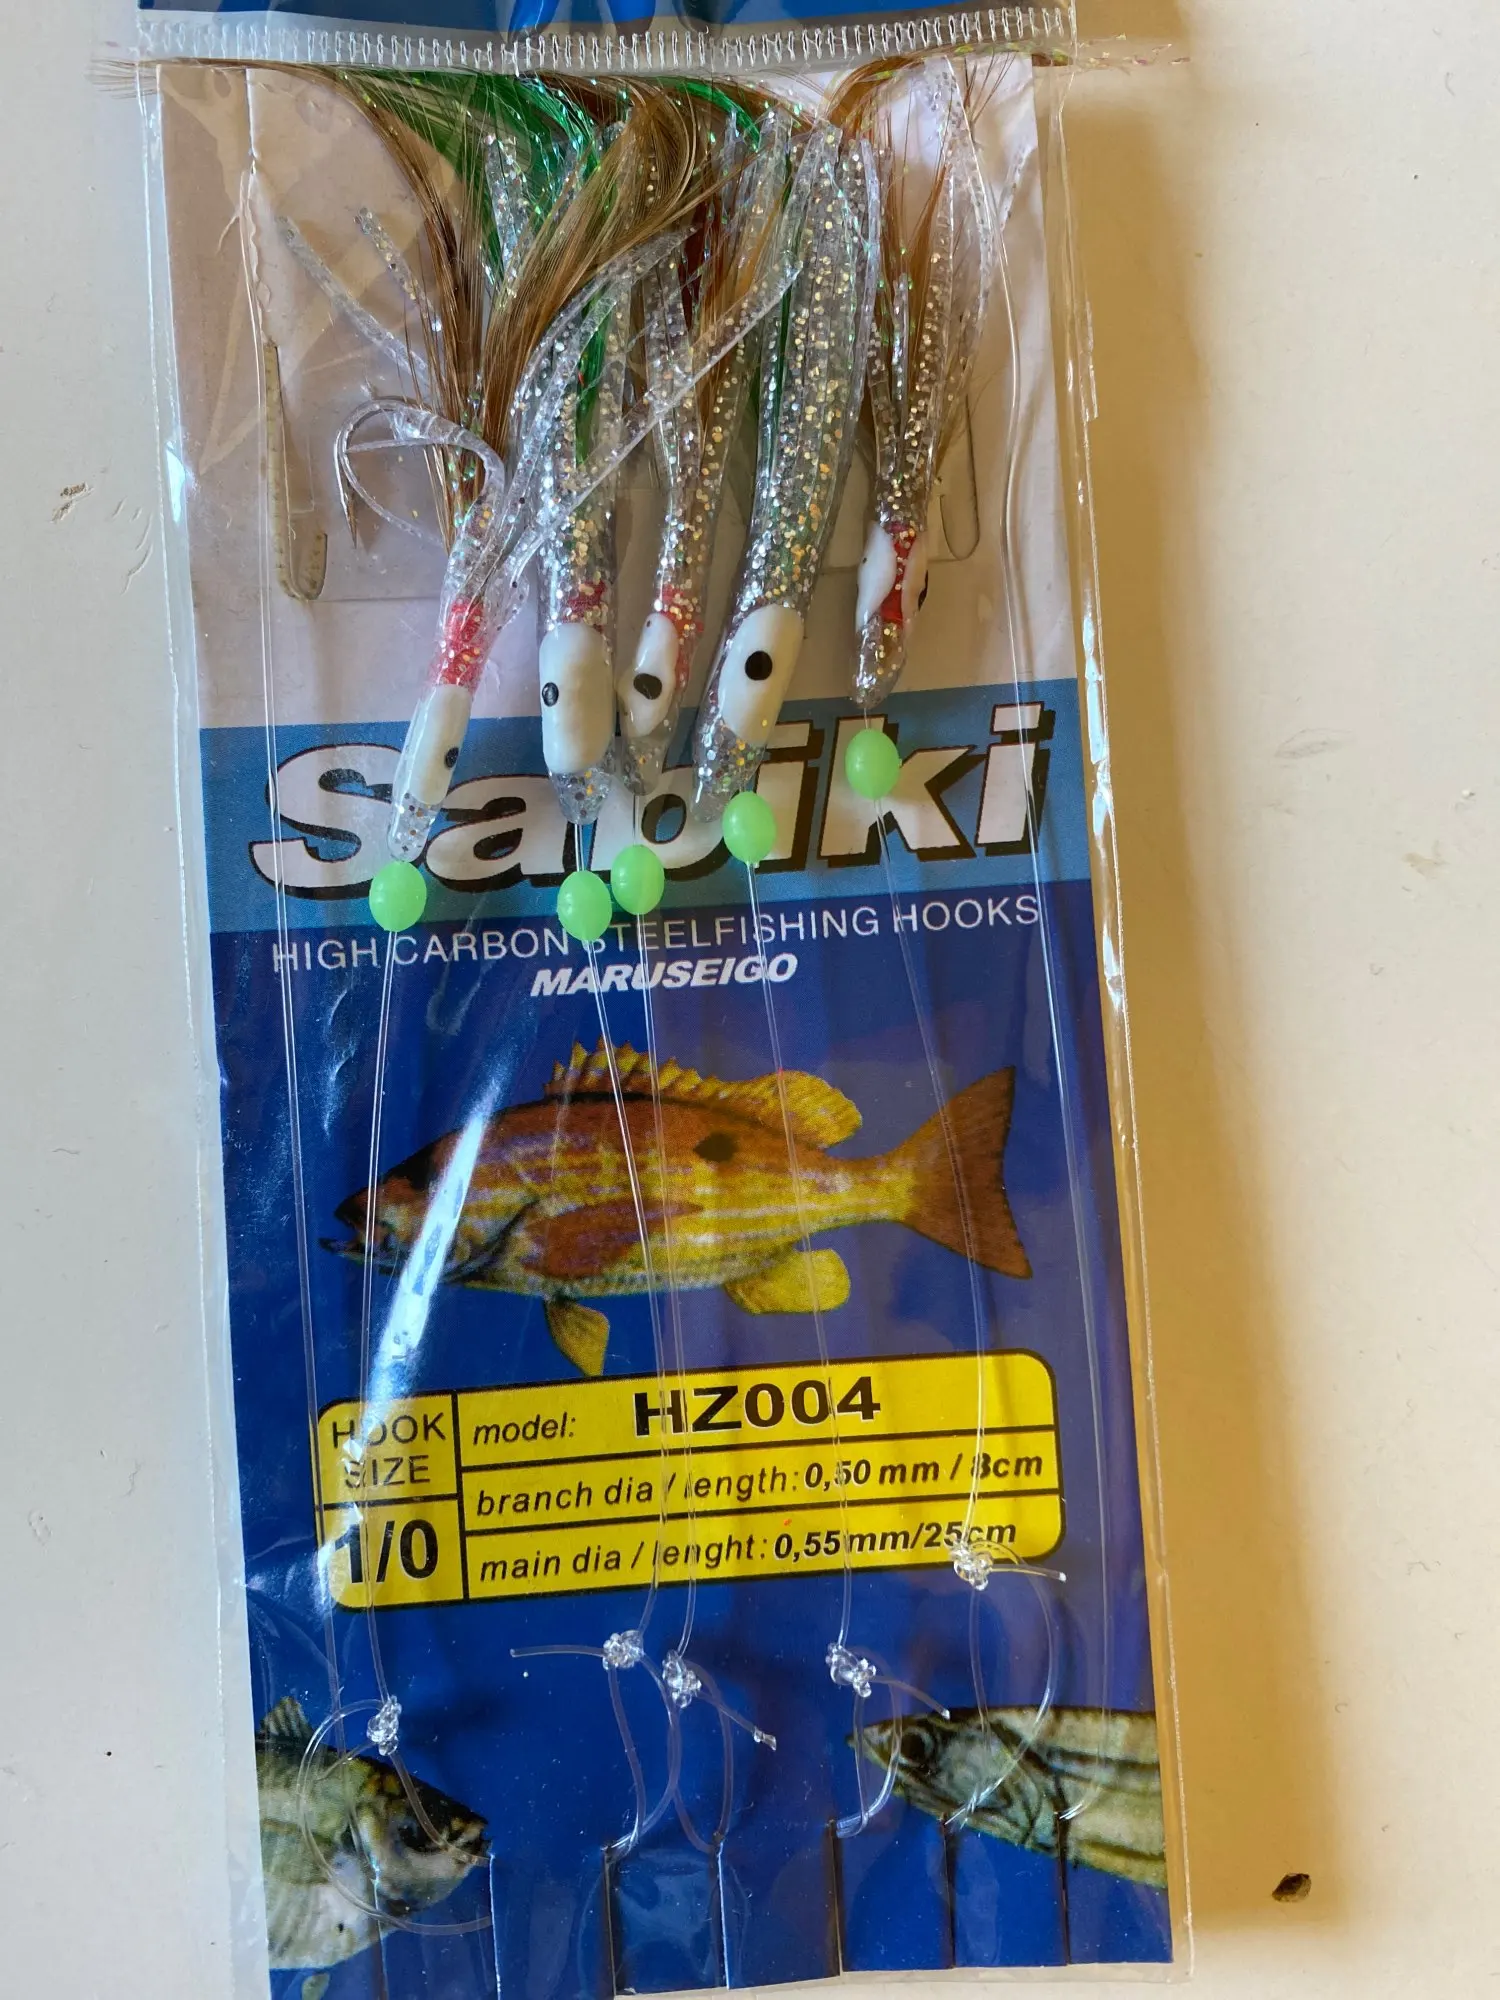 Sabiki
HIGH CARBON STEELFISHING HOOKS
MARUSEIGO
HOOK
SIZE
1/0
model: HZ004
branch dia / length: 0,50 mm / 8cm
main dia / lenght: 0,55mm/25cm